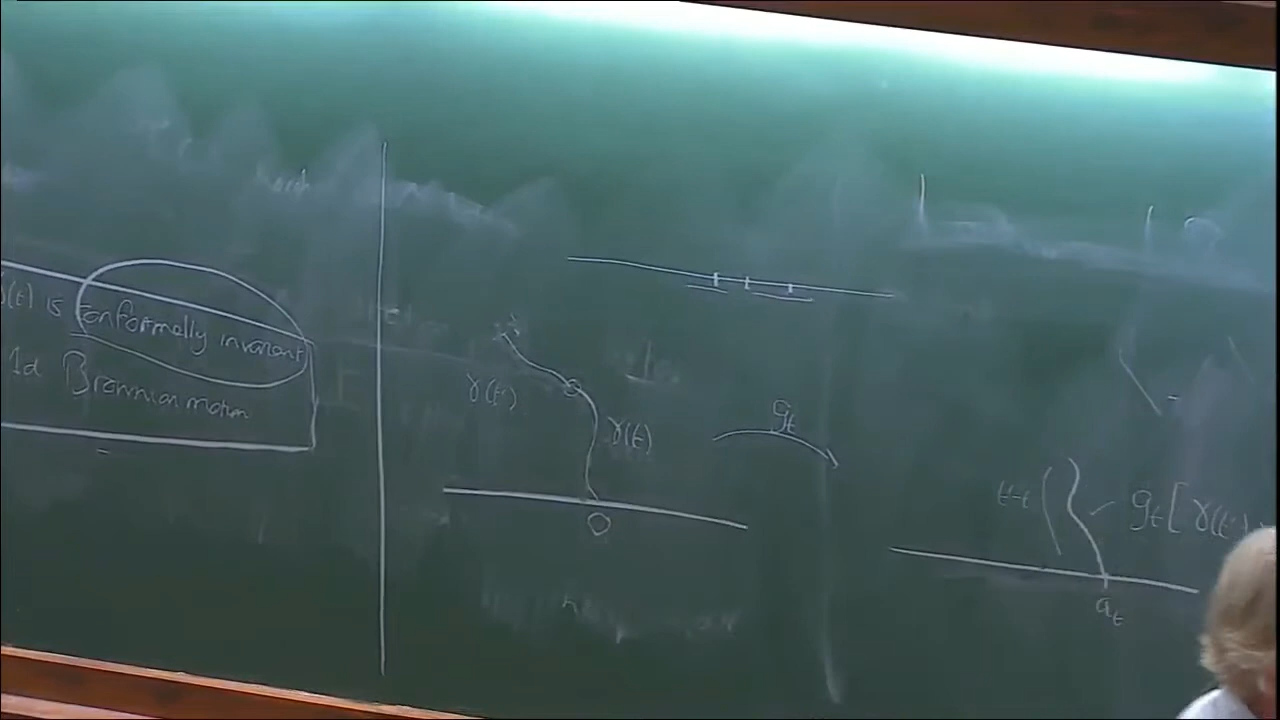 γ(t) is conformally invariant
1d Brownian motion
γ(t')
γ(t)
O
g_t
t'-t
g_t[γ(t')
a_t